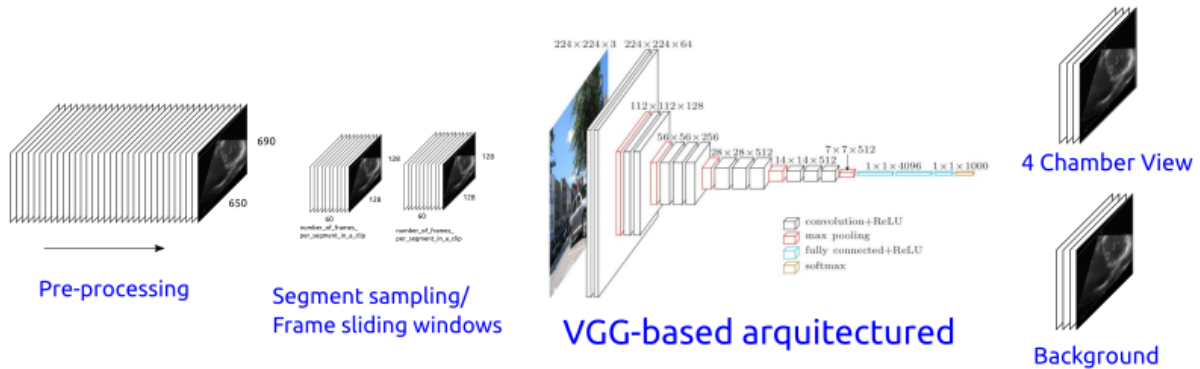 690
650
Pre-processing
128
128
60
number_of_frames_
per_segment_in_a_clip
128
128
60
number_of_frames_
per_segment_in_a_clip
Segment sampling/
Frame sliding windows
224×224×3
224×224×64
112×112×128
56×56×256
28×28×512
14×14×512
7×7×512
1×1×4096
1×1×1000
convolution+ReLU
max pooling
fully connected+ReLU
softmax
VGG-based arquitectured
4 Chamber View
Background